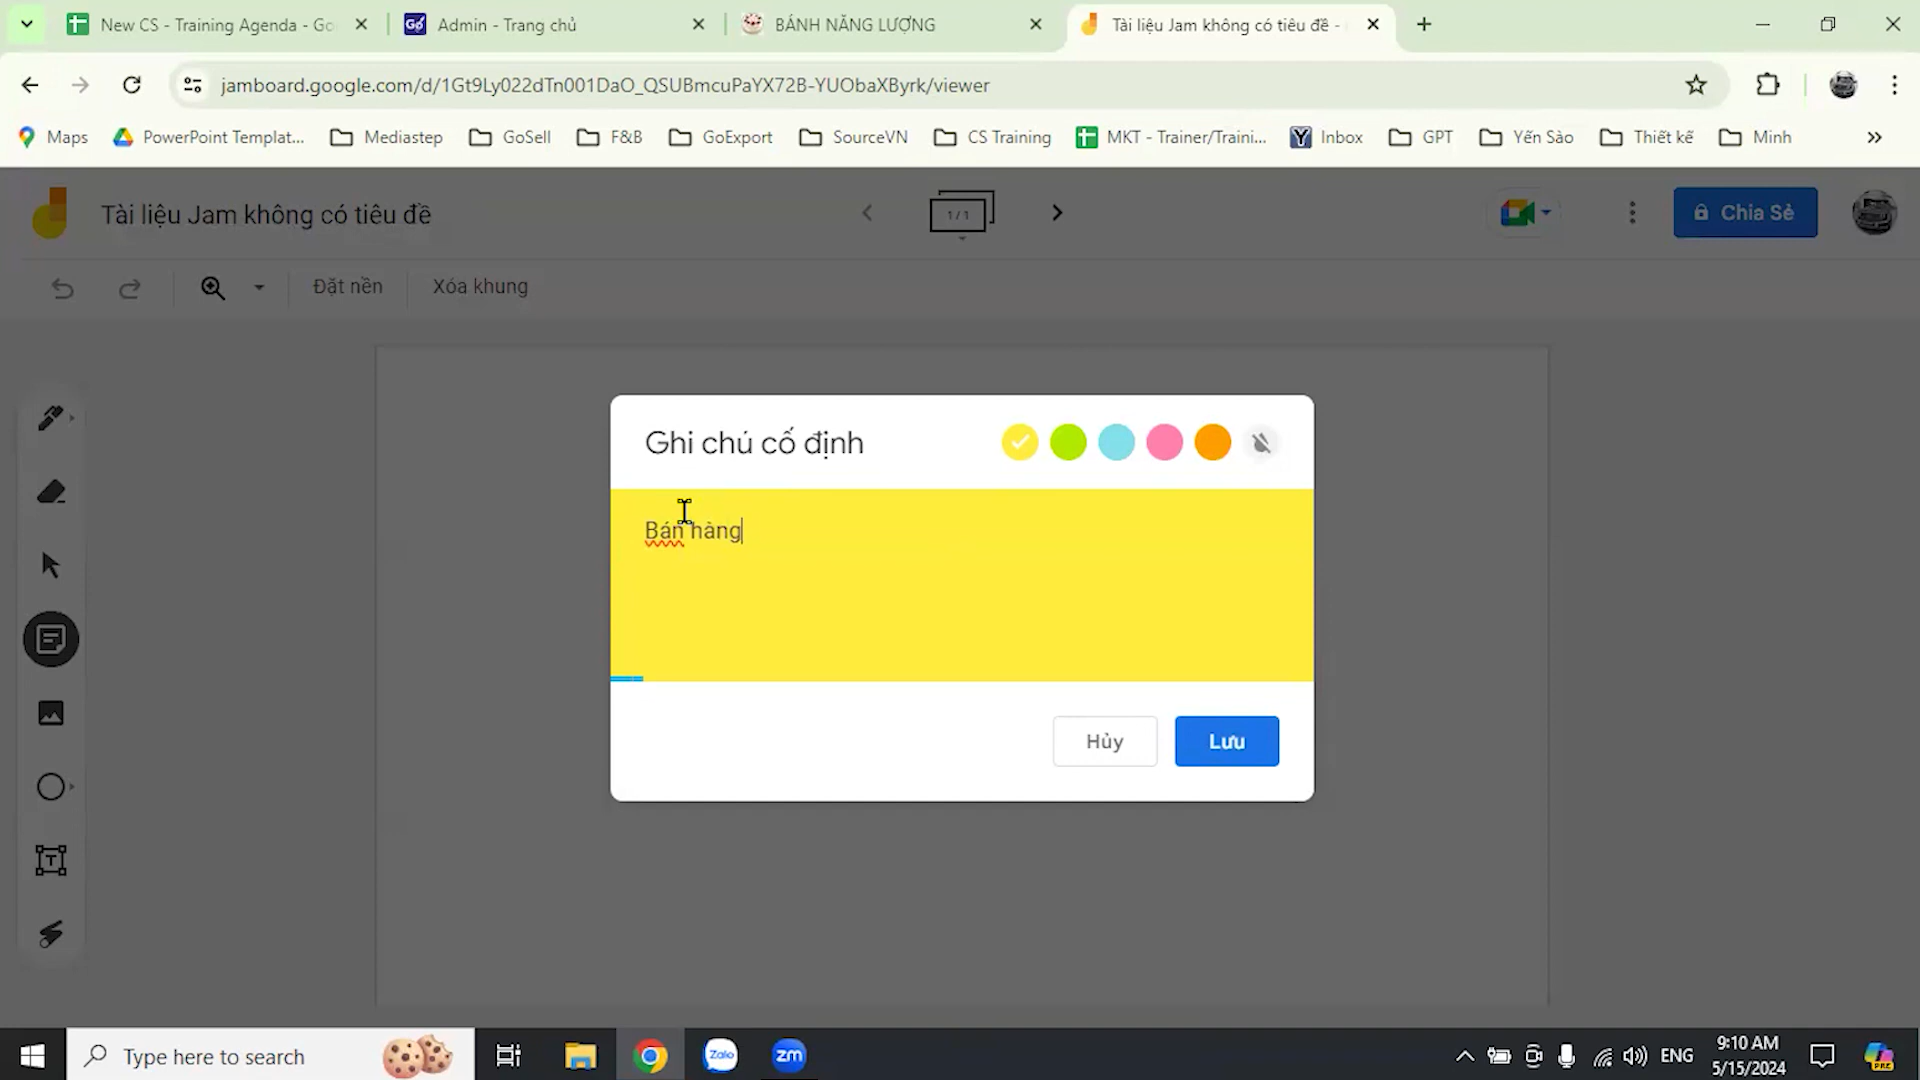 New CS - Training Agenda - Go
Admin - Trang chủ
BÁNH NĂNG LƯỢNG
Tài liệu Jam không có tiêu đề -
jamboard.google.com/d/1Gt9Ly022dTn001DaO_QSUBmcuPaYX72B-YUObaXByrk/viewer
Maps
PowerPoint Templat...
Mediastep
GoSell
F&B
GoExport
SourceVN
CS Training
MKT - Trainer/Traini...
Inbox
GPT
Yến Sào
Thiết kế
Minh
Tài liệu Jam không có tiêu đề
1 / 1
Chia Sẻ
Đặt nền
Xóa khung
Ghi chú cố định
Bán hàng
Hủy
Lưu
Type here to search
Zalo
zm
ENG
9:10 AM
5/15/2024
PRE